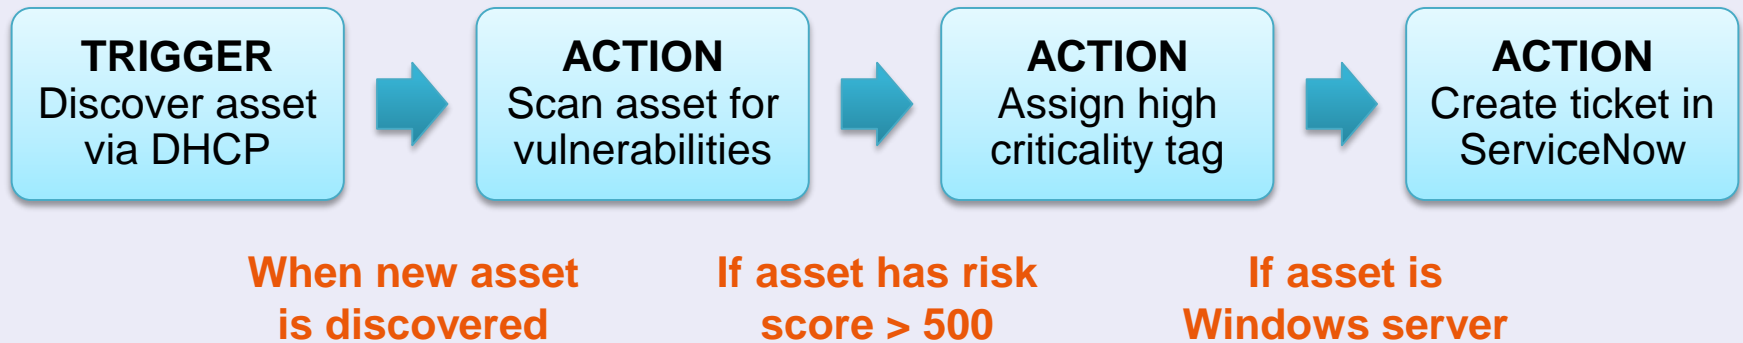 TRIGGER
Discover asset
via DHCP
ACTION
Scan asset for
vulnerabilities
ACTION
Assign high
criticality tag
ACTION
Create ticket in
ServiceNow
When new asset
is discovered
If asset has risk
score > 500
If asset is
Windows server